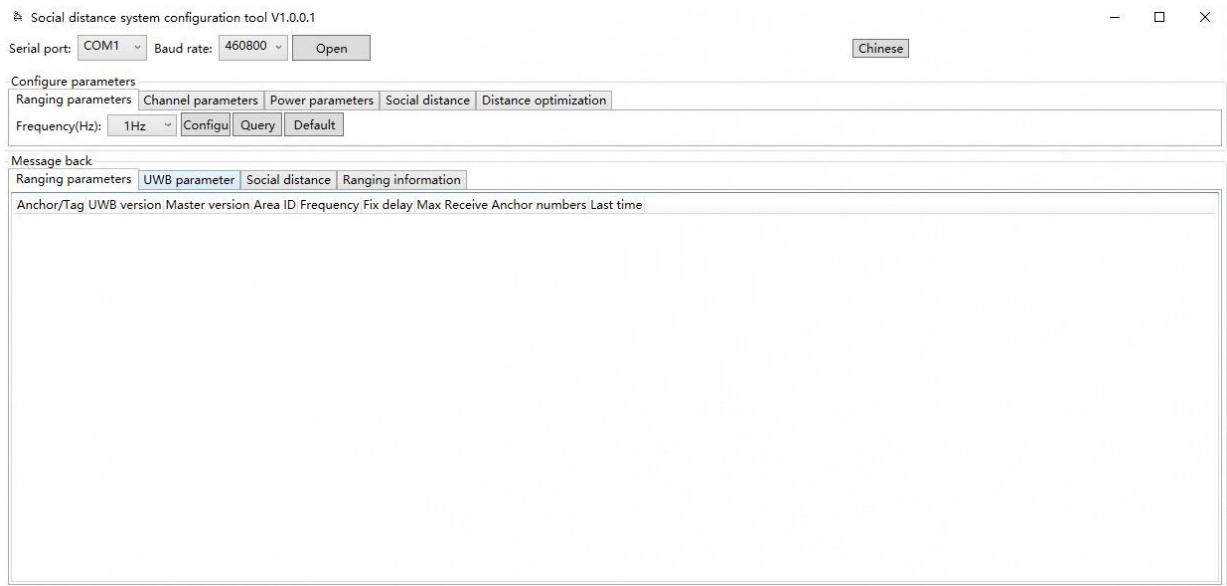 Social distance system configuration tool V1.0.0.1
Serial port: COM1 Baud rate: 460800 Open Chinese
Configure parameters
Ranging parameters Channel parameters Power parameters Social distance Distance optimization
Frequency(Hz): 1Hz Configu Query Default
Message back
Ranging parameters UWB parameter Social distance Ranging information
Anchor/Tag UWB version Master version Area ID Frequency Fix delay Max Receive Anchor numbers Last time